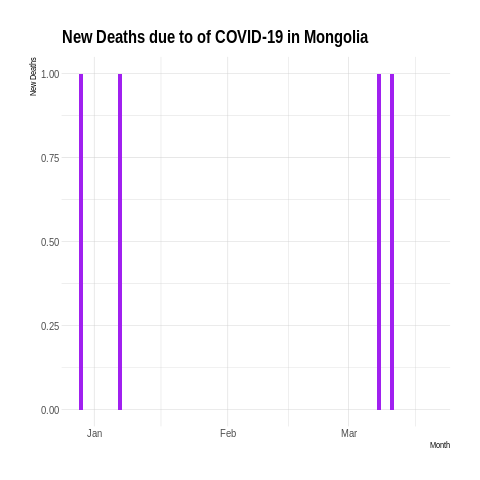 New Deaths due to of COVID-19 in Mongolia
New Deaths
1.00
0.75
0.50
0.25
0.00
Jan Feb Mar
Month